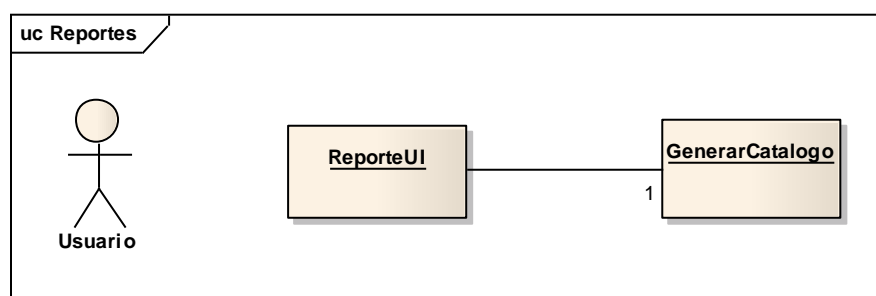 uc Reportes
ReporteUI
GenerarCatalogo
1
Usuario